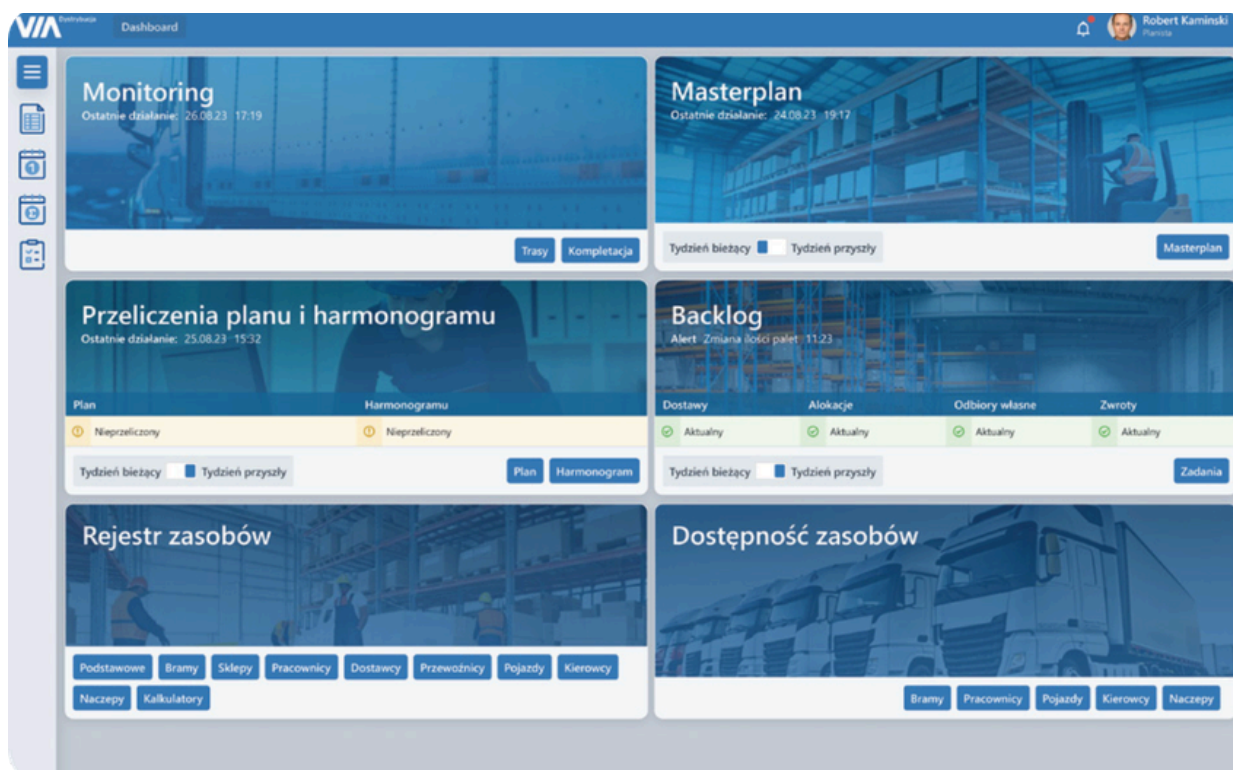 VIA Dystrybucja Dashboard
Robert Kaminski
Planista
Monitoring
Ostatnie działanie: 26.08.23 17:19
Trasy Kompletacja
Masterplan
Ostatnie działanie: 24.08.23 19:17
Tydzień bieżący Tydzień przyszły Masterplan
Przeliczenia planu i harmonogramu
Ostatnie działanie: 25.08.23 15:32
Plan Harmonogramu
Nieprzeliczony Nieprzeliczony
Tydzień bieżący Tydzień przyszły Plan Harmonogram
Backlog
Alert Zmiana ilości palet 11:23
Dostawy Alokacje Odbiory własne Zwroty
Aktualny Aktualny Aktualny Aktualny
Tydzień bieżący Tydzień przyszły Zadania
Rejestr zasobów
Podstawowe Bramy Sklepy Pracownicy Dostawcy Przewoźnicy Pojazdy Kierowcy
Naczepy Kalkulatory
Dostępność zasobów
Bramy Pracownicy Pojazdy Kierowcy Naczepy